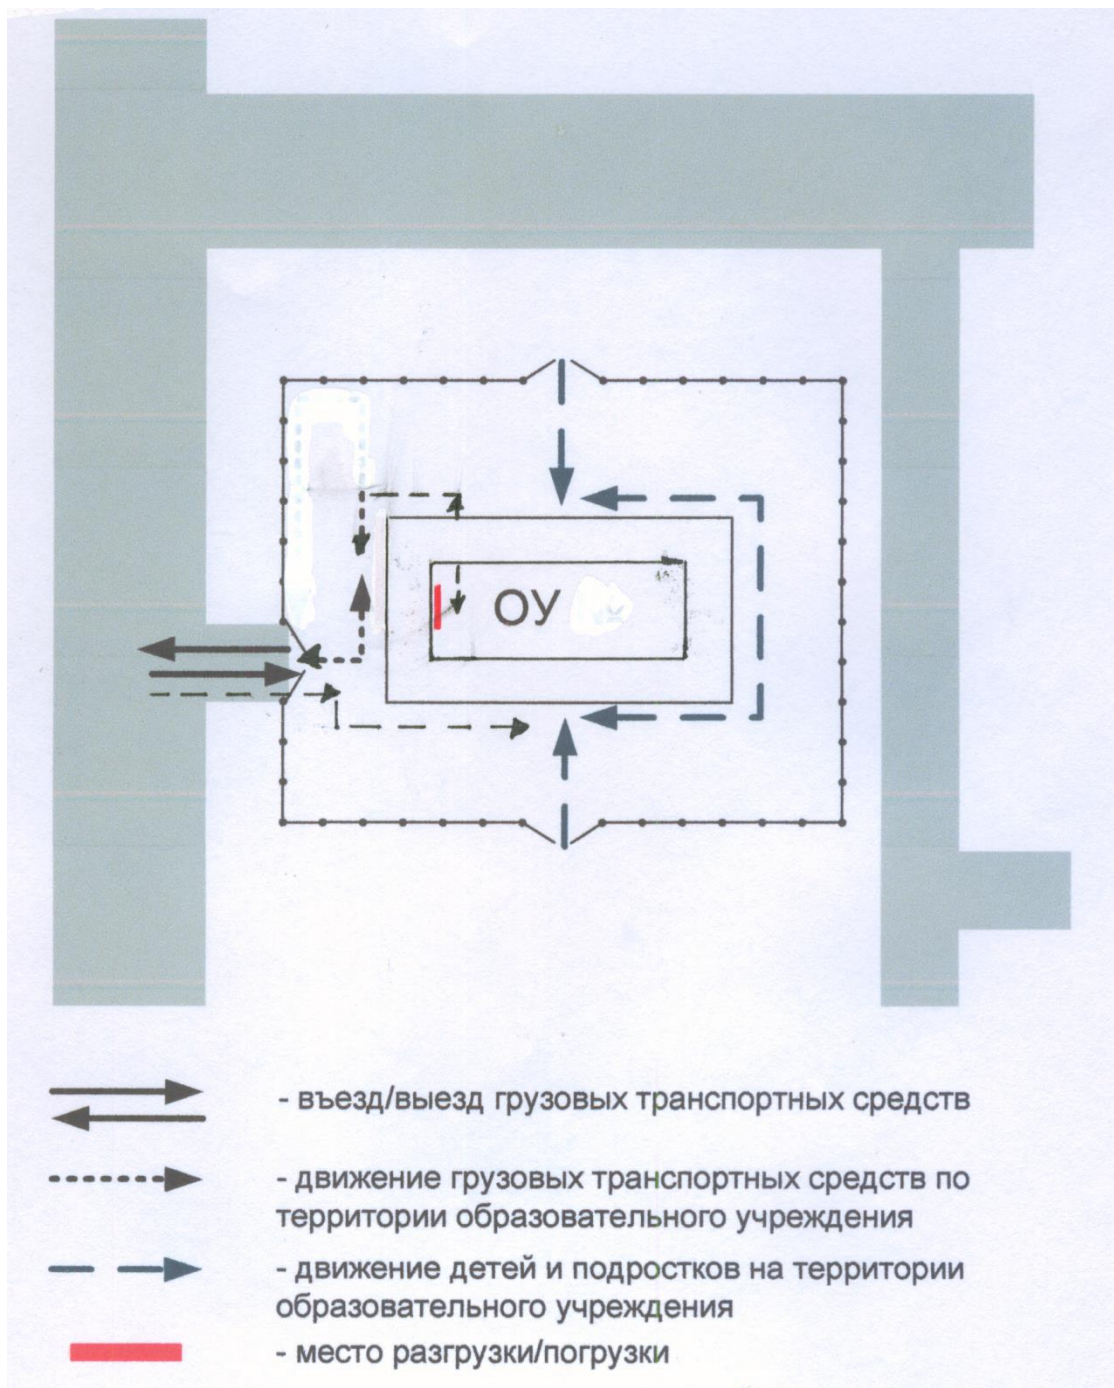 ОУ
- въезд/выезд грузовых транспортных средств
- движение грузовых транспортных средств по
территории образовательного учреждения
- движение детей и подростков на территории
образовательного учреждения
- место разгрузки/погрузки